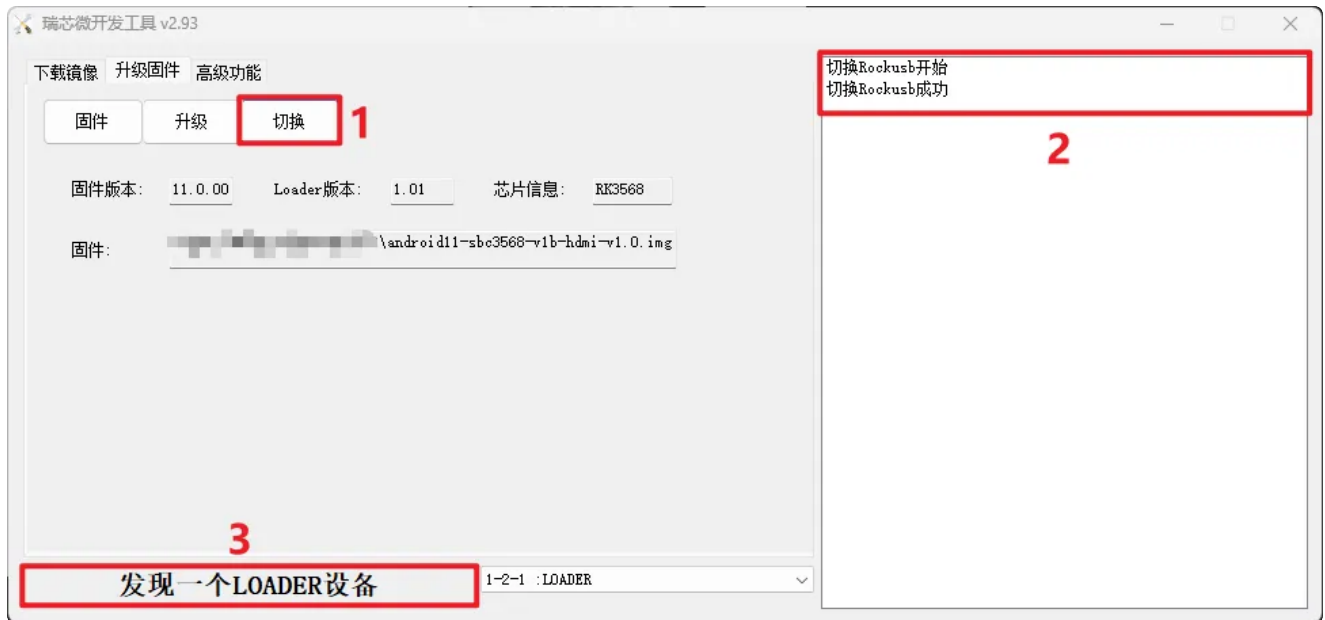 瑞芯微开发工具 v2.93
下载镜像 升级固件 高级功能
固件 升级 切换 1
固件版本: 11.0.00 Loader版本: 1.01 芯片信息: RK3568
固件: \android11-sbc3568-v1b-hdmi-v1.0.img
3
发现一个LOADER设备 1-2-1 :LOADER
切换Rockusb开始
切换Rockusb成功
2